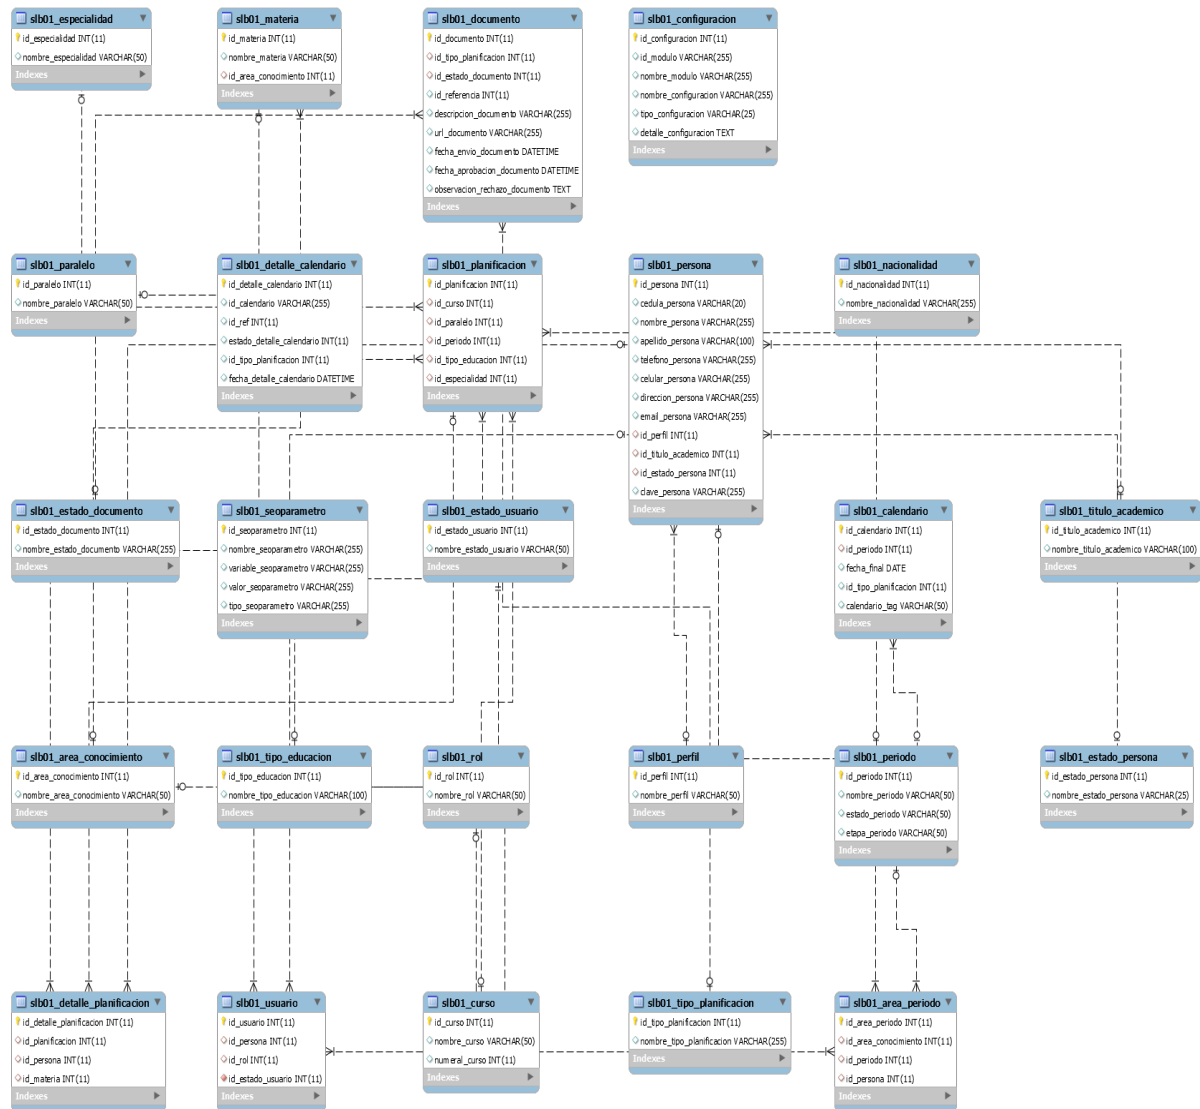 slb01_especialidad
id_especialidad INT(11)
nombre_especialidad VARCHAR(50)
Indexes
slb01_materia
id_materia INT(11)
nombre_materia VARCHAR(50)
id_area_conocimiento INT(11)
Indexes
slb01_documento
id_documento INT(11)
id_tipo_planificacion INT(11)
id_estado_documento INT(11)
id_referencia INT(11)
descripcion_documento VARCHAR(255)
url_documento VARCHAR(255)
fecha_envio_documento DATETIME
fecha_aprobacion_documento DATETIME
observacion_rechazo_documento TEXT
Indexes
slb01_configuracion
id_configuracion INT(11)
id_modulo VARCHAR(255)
nombre_modulo VARCHAR(255)
nombre_configuracion VARCHAR(255)
tipo_configuracion VARCHAR(25)
detalle_configuracion TEXT
Indexes
slb01_paralelo
id_paralelo INT(11)
nombre_paralelo VARCHAR(50)
Indexes
slb01_detalle_calendario
id_detalle_calendario INT(11)
id_calendario VARCHAR(255)
id_ref INT(11)
estado_detalle_calendario INT(11)
id_tipo_planificacion INT(11)
fecha_detalle_calendario DATETIME
Indexes
slb01_planificacion
id_planificacion INT(11)
id_curso INT(11)
id_paralelo INT(11)
id_periodo INT(11)
id_tipo_educacion INT(11)
id_especialidad INT(11)
Indexes
slb01_persona
id_persona INT(11)
cedula_persona VARCHAR(20)
nombre_persona VARCHAR(255)
apellido_persona VARCHAR(100)
telefono_persona VARCHAR(255)
celular_persona VARCHAR(255)
direccion_persona VARCHAR(255)
email_persona VARCHAR(255)
id_perfil INT(11)
id_titulo_academico INT(11)
id_estado_persona INT(11)
clave_persona VARCHAR(255)
Indexes
slb01_nacionalidad
id_nacionalidad INT(11)
nombre_nacionalidad VARCHAR(255)
Indexes
slb01_estado_documento
id_estado_documento INT(11)
nombre_estado_documento VARCHAR(255)
Indexes
slb01_seoparametro
id_seoparametro INT(11)
nombre_seoparametro VARCHAR(255)
variable_seoparametro VARCHAR(255)
valor_seoparametro VARCHAR(255)
tipo_seoparametro VARCHAR(255)
Indexes
slb01_estado_usuario
id_estado_usuario INT(11)
nombre_estado_usuario VARCHAR(50)
Indexes
slb01_calendario
id_calendario INT(11)
id_periodo INT(11)
fecha_final DATE
id_tipo_planificacion INT(11)
calendario_tag VARCHAR(50)
Indexes
slb01_titulo_academico
id_titulo_academico INT(11)
nombre_titulo_academico VARCHAR(100)
Indexes
slb01_area_conocimiento
id_area_conocimiento INT(11)
nombre_area_conocimiento VARCHAR(50)
Indexes
slb01_tipo_educacion
id_tipo_educacion INT(11)
nombre_tipo_educacion VARCHAR(100)
Indexes
slb01_rol
id_rol INT(11)
nombre_rol VARCHAR(50)
Indexes
slb01_perfil
id_perfil INT(11)
nombre_perfil VARCHAR(50)
Indexes
slb01_periodo
id_periodo INT(11)
nombre_periodo VARCHAR(50)
estado_periodo VARCHAR(50)
etapa_periodo VARCHAR(50)
Indexes
slb01_estado_persona
id_estado_persona INT(11)
nombre_estado_persona VARCHAR(25)
Indexes
slb01_detalle_planificacion
id_detalle_planificacion INT(11)
id_planificacion INT(11)
id_persona INT(11)
id_materia INT(11)
Indexes
slb01_usuario
id_usuario INT(11)
id_persona INT(11)
id_rol INT(11)
id_estado_usuario INT(11)
Indexes
slb01_curso
id_curso INT(11)
nombre_curso VARCHAR(50)
numeral_curso INT(11)
Indexes
slb01_tipo_planificacion
id_tipo_planificacion INT(11)
nombre_tipo_planificacion VARCHAR(255)
Indexes
slb01_area_periodo
id_area_periodo INT(11)
id_area_conocimiento INT(11)
id_periodo INT(11)
id_persona INT(11)
Indexes